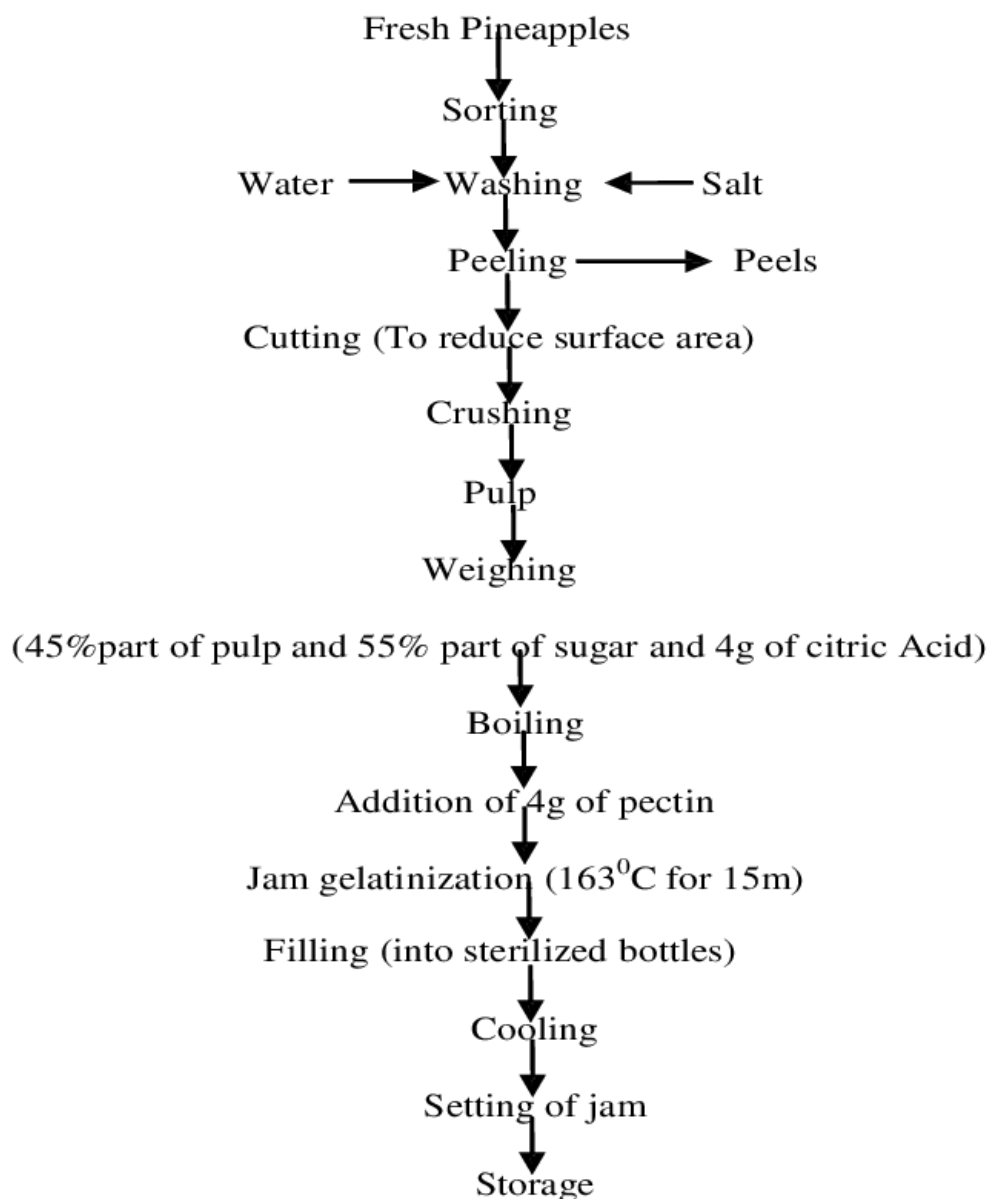 Fresh Pineapples
Sorting
Water Washing Salt
Peeling Peels
Cutting (To reduce surface area)
Crushing
Pulp
Weighing
(45%part of pulp and 55% part of sugar and 4g of citric Acid)
Boiling
Addition of 4g of pectin
Jam gelatinization (163⁰C for 15m)
Filling (into sterilized bottles)
Cooling
Setting of jam
Storage